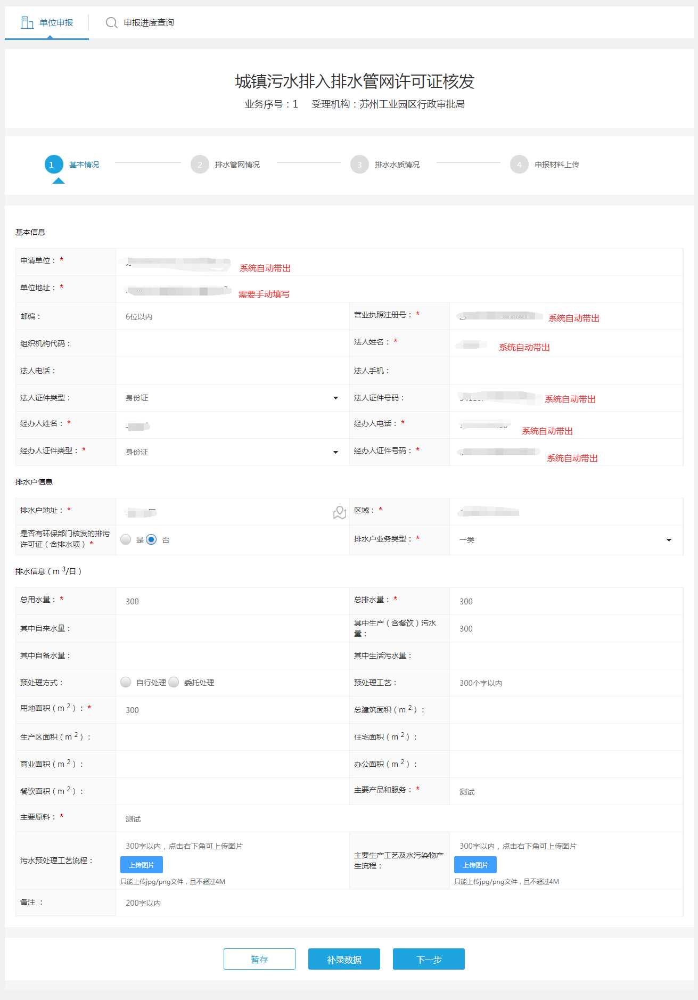 单位申报
申报进度查询
城镇污水排入排水管网许可证核发
业务序号：1 受理机构：苏州工业园区行政审批局
1 基本情况
2 排水管网情况
3 排水水质情况
4 申报材料上传
基本信息
申请单位： * 系统自动带出
单位地址： * 需要手动填写
邮编： 6位以内 营业执照注册号： * 系统自动带出
组织机构代码： 法人姓名： * 系统自动带出
法人电话： 法人手机：
法人证件类型： 身份证 法人证件号码： 系统自动带出
经办人姓名： * 经办人电话： * 系统自动带出
经办人证件类型： * 身份证 经办人证件号码： * 系统自动带出
排水户信息
排水户地址： * 区域： *
是否有环保部门核发的排污
许可证（含排水项） * 是 否 排水户业务类型： * 一类
排水信息（m 3/日）
总用水量： * 300 总排水量： * 300
其中自来水量： 其中生产（含餐饮）污水
量： 300
其中自备水量： 其中生活污水量：
预处理方式： 自行处理 委托处理 预处理工艺： 300个字以内
用地面积（m 2）： * 300 总建筑面积（m 2）：
生产区面积（m 2）： 住宅面积（m 2）：
商业面积（m 2）： 办公面积（m 2）：
餐饮面积（m 2）： 主要产品和服务： * 测试
主要原料： * 测试
污水预处理工艺流程： 300字以内，点击右下角可上传图片
上传图片
只能上传jpg/png文件，且不超过4M
主要生产工艺及水污染物产
生流程： 300字以内，点击右下角可上传图片
上传图片
只能上传jpg/png文件，且不超过4M
备注 ： 200字以内
暂存 补录数据 下一步